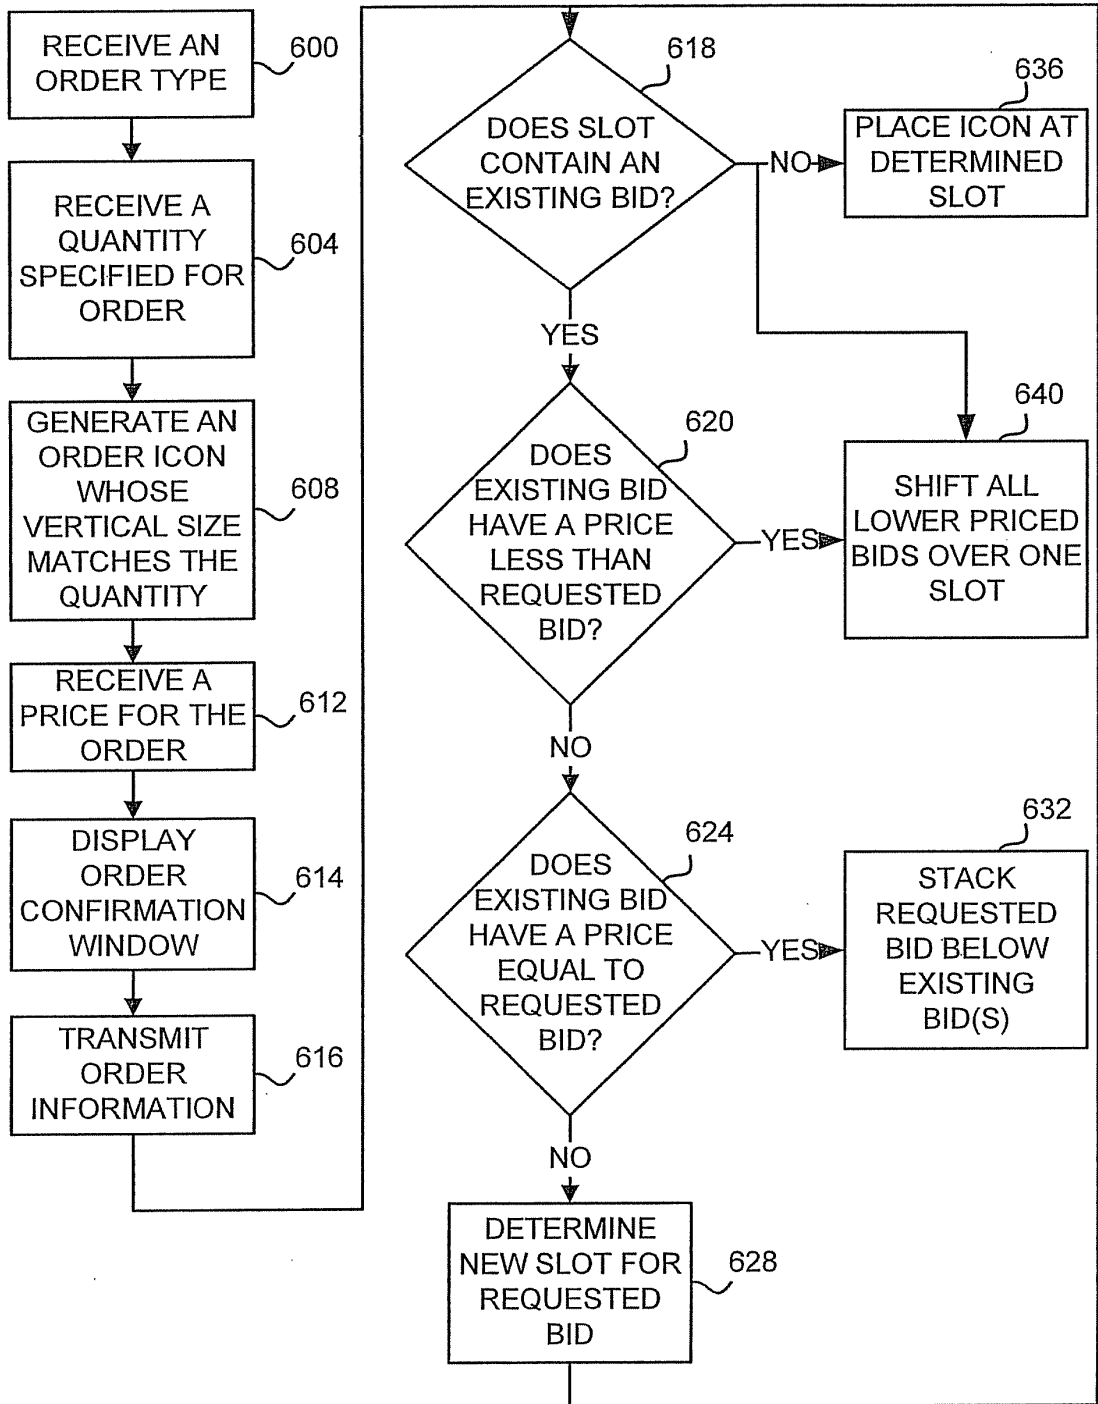 RECEIVE AN
ORDER TYPE
600
RECEIVE A
QUANTITY
SPECIFIED FOR
ORDER
604
GENERATE AN
ORDER ICON
WHOSE
VERTICAL SIZE
MATCHES THE
QUANTITY
608
RECEIVE A
PRICE FOR THE
ORDER
612
DISPLAY
ORDER
CONFIRMATION
WINDOW
614
TRANSMIT
ORDER
INFORMATION
616
DOES SLOT
CONTAIN AN
EXISTING BID?
618
NO
PLACE ICON AT
DETERMINED
SLOT
636
YES
DOES
EXISTING BID
HAVE A PRICE
LESS THAN
REQUESTED
BID?
620
YES
SHIFT ALL
LOWER PRICED
BIDS OVER ONE
SLOT
640
NO
DOES
EXISTING BID
HAVE A PRICE
EQUAL TO
REQUESTED
BID?
624
YES
STACK
REQUESTED
BID BELOW
EXISTING
BID(S)
632
NO
DETERMINE
NEW SLOT FOR
REQUESTED
BID
628